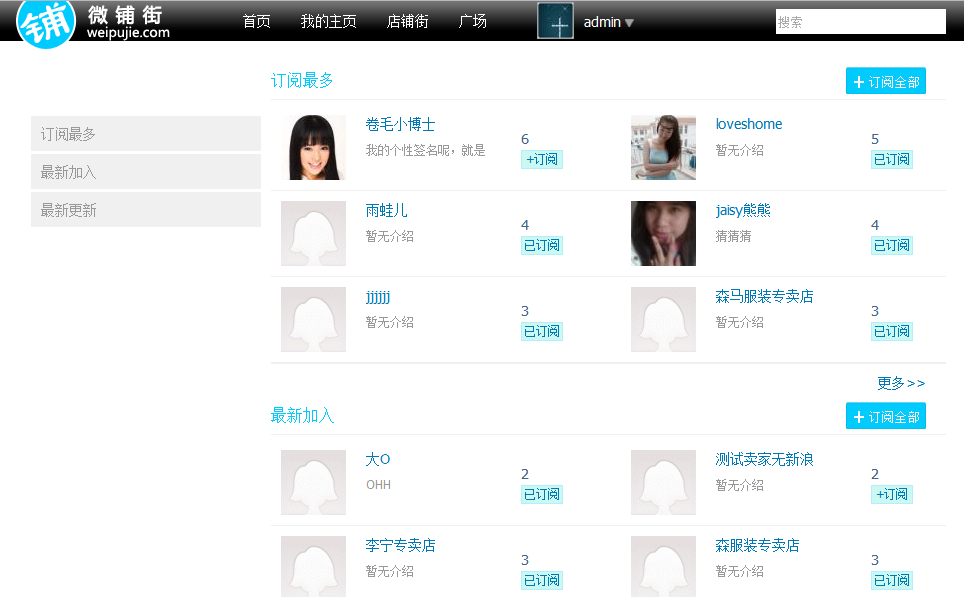 铺 微铺街
weipujie.com
首页 我的主页 店铺街 广场 admin 搜索
订阅最多 + 订阅全部
订阅最多
最新加入
最新更新
卷毛小博士
我的个性签名呢，就是
6
+订阅
loveshome
暂无介绍
5
已订阅
雨蛙儿
暂无介绍
4
已订阅
jaisy熊熊
猜猜猜
4
已订阅
jjjjjj
暂无介绍
3
已订阅
森马服装专卖店
暂无介绍
3
已订阅
更多>>
最新加入 + 订阅全部
大O
OHH
2
已订阅
测试卖家无新浪
暂无介绍
2
+订阅
李宁专卖店
暂无介绍
3
已订阅
森服装专卖店
暂无介绍
3
已订阅